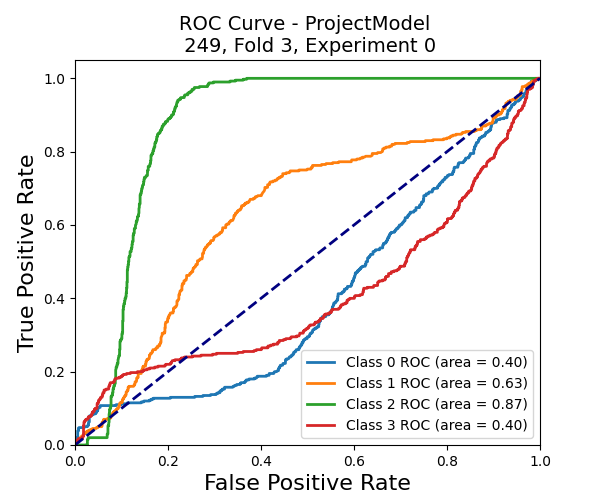 ROC Curve - ProjectModel
249, Fold 3, Experiment 0
True Positive Rate
1.0
0.8
0.6
0.4
0.2
0.0
Class 0 ROC (area = 0.40)
Class 1 ROC (area = 0.63)
Class 2 ROC (area = 0.87)
Class 3 ROC (area = 0.40)
0.0 0.2 0.4 0.6 0.8 1.0
False Positive Rate